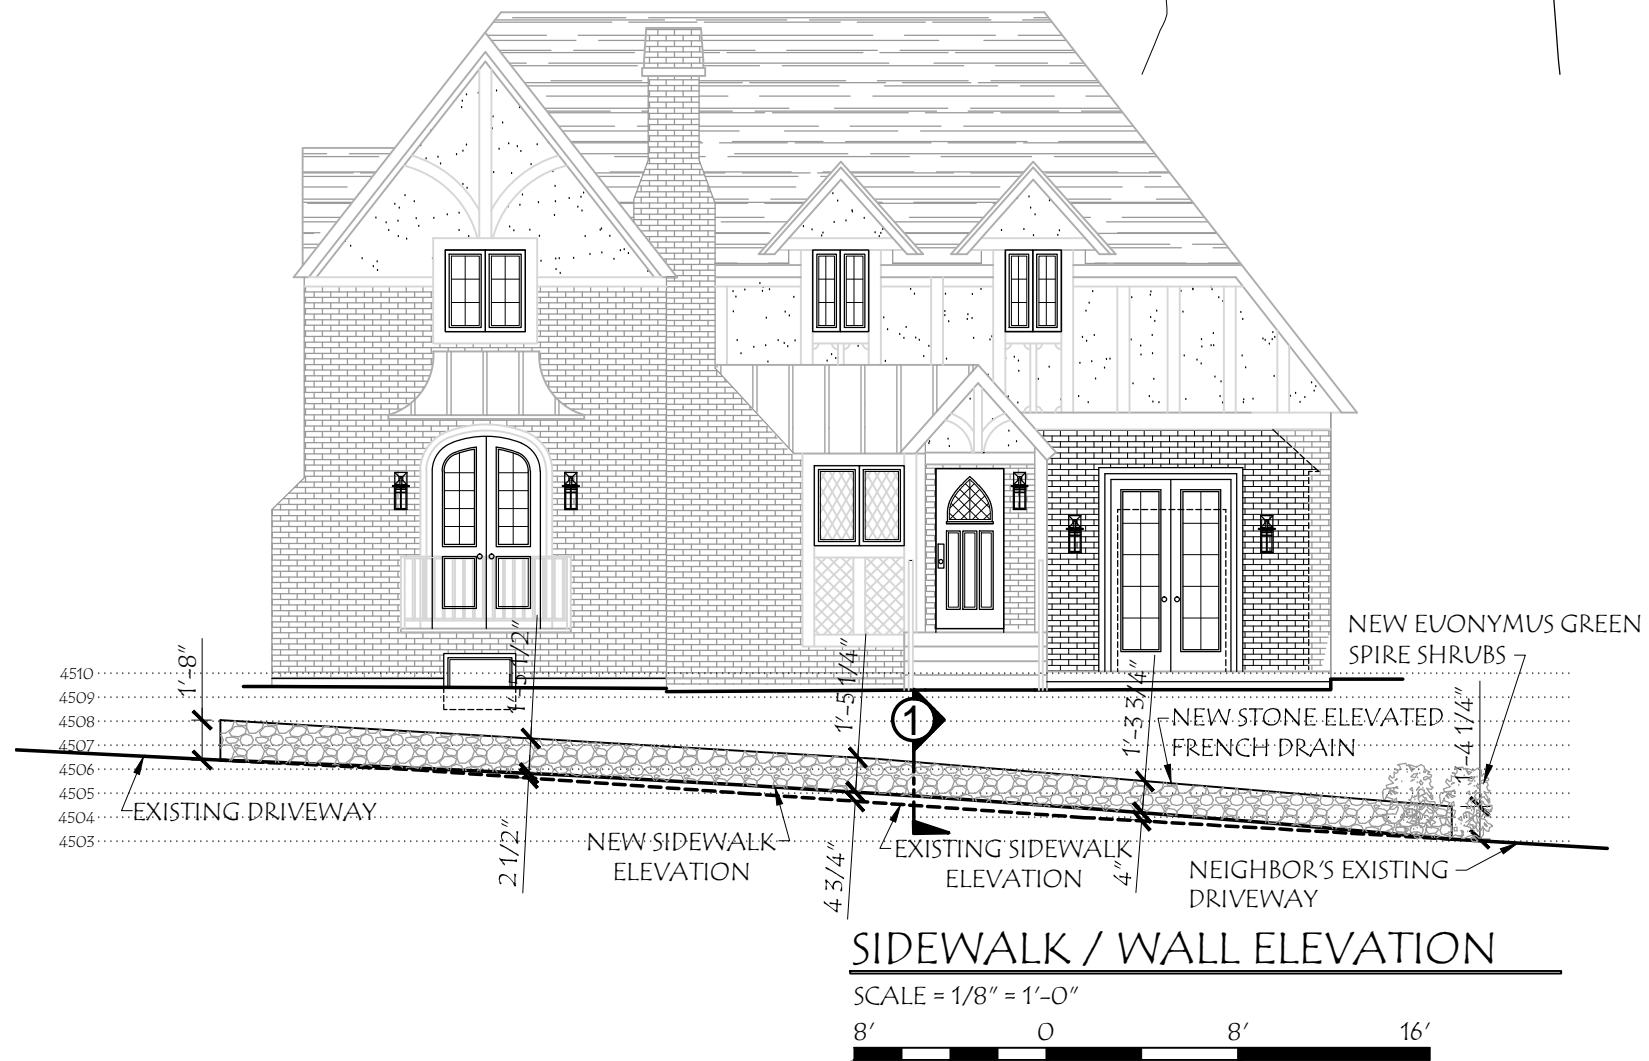 1'-8"
1'-5 1/2"
1'-5 1/4"
1'-3 3/4"
1'-4 1/4"
NEW EUONYMUS GREEN
SPIRE SHRUBS
4510
4509
4508
4507
4506
4505
4504
4503
1
NEW STONE ELEVATED
FRENCH DRAIN
EXISTING DRIVEWAY
2 1/2"
NEW SIDEWALK
ELEVATION
4 3/4"
EXISTING SIDEWALK
ELEVATION
4"
NEIGHBOR'S EXISTING
DRIVEWAY
SIDEWALK / WALL ELEVATION
SCALE = 1/8" = 1'-0"
8' 0 8' 16'